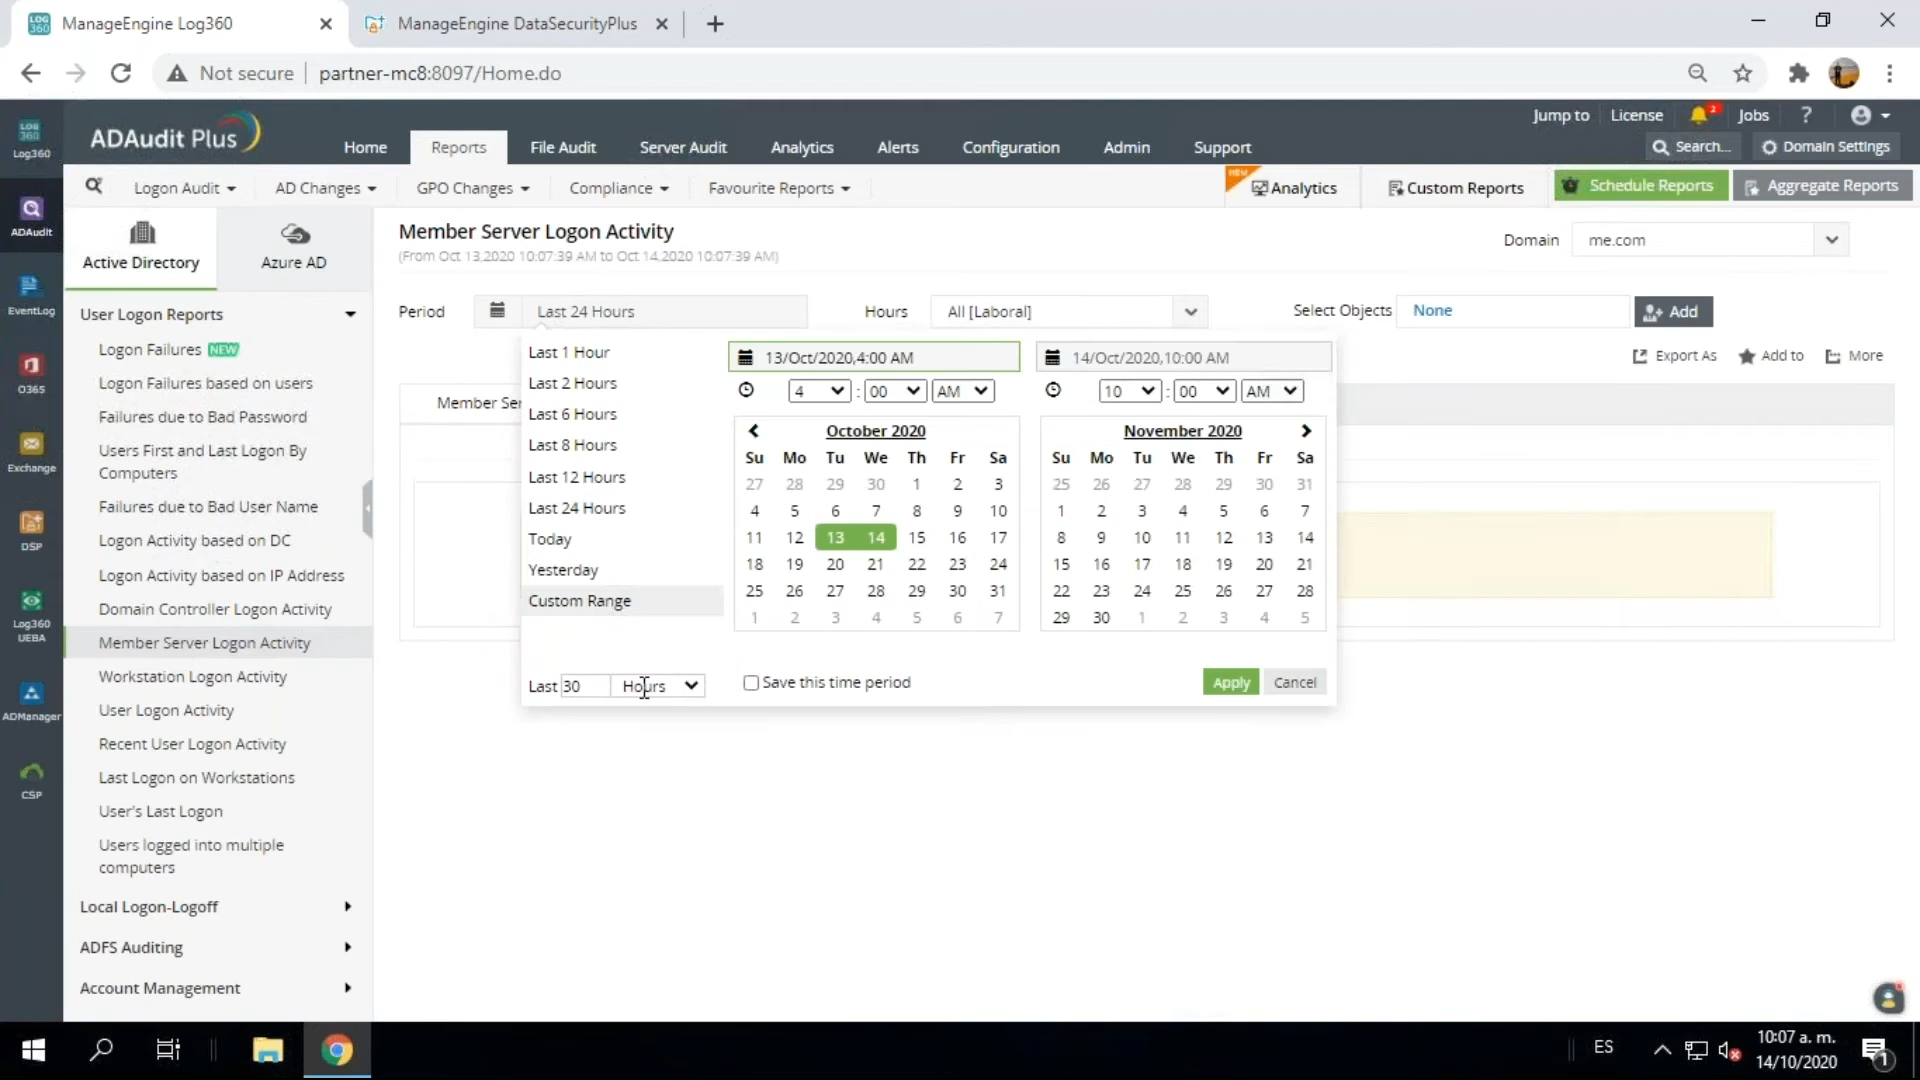 ManageEngine Log360
ManageEngine DataSecurityPlus
Not secure
partner-mc8:8097/Home.do
LOG 360
Log360
ADAudit
EventLog
O365
Exchange
DSP
Log360 UEBA
ADManager
CSP
ADAudit Plus
Jump to License 2 Jobs ?
Home Reports File Audit Server Audit Analytics Alerts Configuration Admin Support
Search... Domain Settings
Logon Audit AD Changes GPO Changes Compliance Favourite Reports
NEW Analytics Custom Reports Schedule Reports Aggregate Reports
Active Directory
Azure AD
User Logon Reports
Logon Failures NEW
Logon Failures based on users
Failures due to Bad Password
Users First and Last Logon By
Computers
Failures due to Bad User Name
Logon Activity based on DC
Logon Activity based on IP Address
Domain Controller Logon Activity
Member Server Logon Activity
Workstation Logon Activity
User Logon Activity
Recent User Logon Activity
Last Logon on Workstations
User's Last Logon
Users logged into multiple
computers
Local Logon-Logoff
ADFS Auditing
Account Management
Member Server Logon Activity
(From Oct 13,2020 10:07:39 AM to Oct 14,2020 10:07:39 AM)
Domain me.com
Period Last 24 Hours Hours All [Laboral] Select Objects None Add
Export As Add to More
Member Ser
Last 1 Hour
Last 2 Hours
Last 6 Hours
Last 8 Hours
Last 12 Hours
Last 24 Hours
Today
Yesterday
Custom Range
Last 30 Hours
13/Oct/2020,4:00 AM
4 : 00 AM
October 2020
Su Mo Tu We Th Fr Sa
27 28 29 30 1 2 3
4 5 6 7 8 9 10
11 12 13 14 15 16 17
18 19 20 21 22 23 24
25 26 27 28 29 30 31
1 2 3 4 5 6 7
14/Oct/2020,10:00 AM
10 : 00 AM
November 2020
Su Mo Tu We Th Fr Sa
25 26 27 28 29 30 31
1 2 3 4 5 6 7
8 9 10 11 12 13 14
15 16 17 18 19 20 21
22 23 24 25 26 27 28
29 30 1 2 3 4 5
Save this time period
Apply Cancel
ES
10:07 a. m.
14/10/2020
1